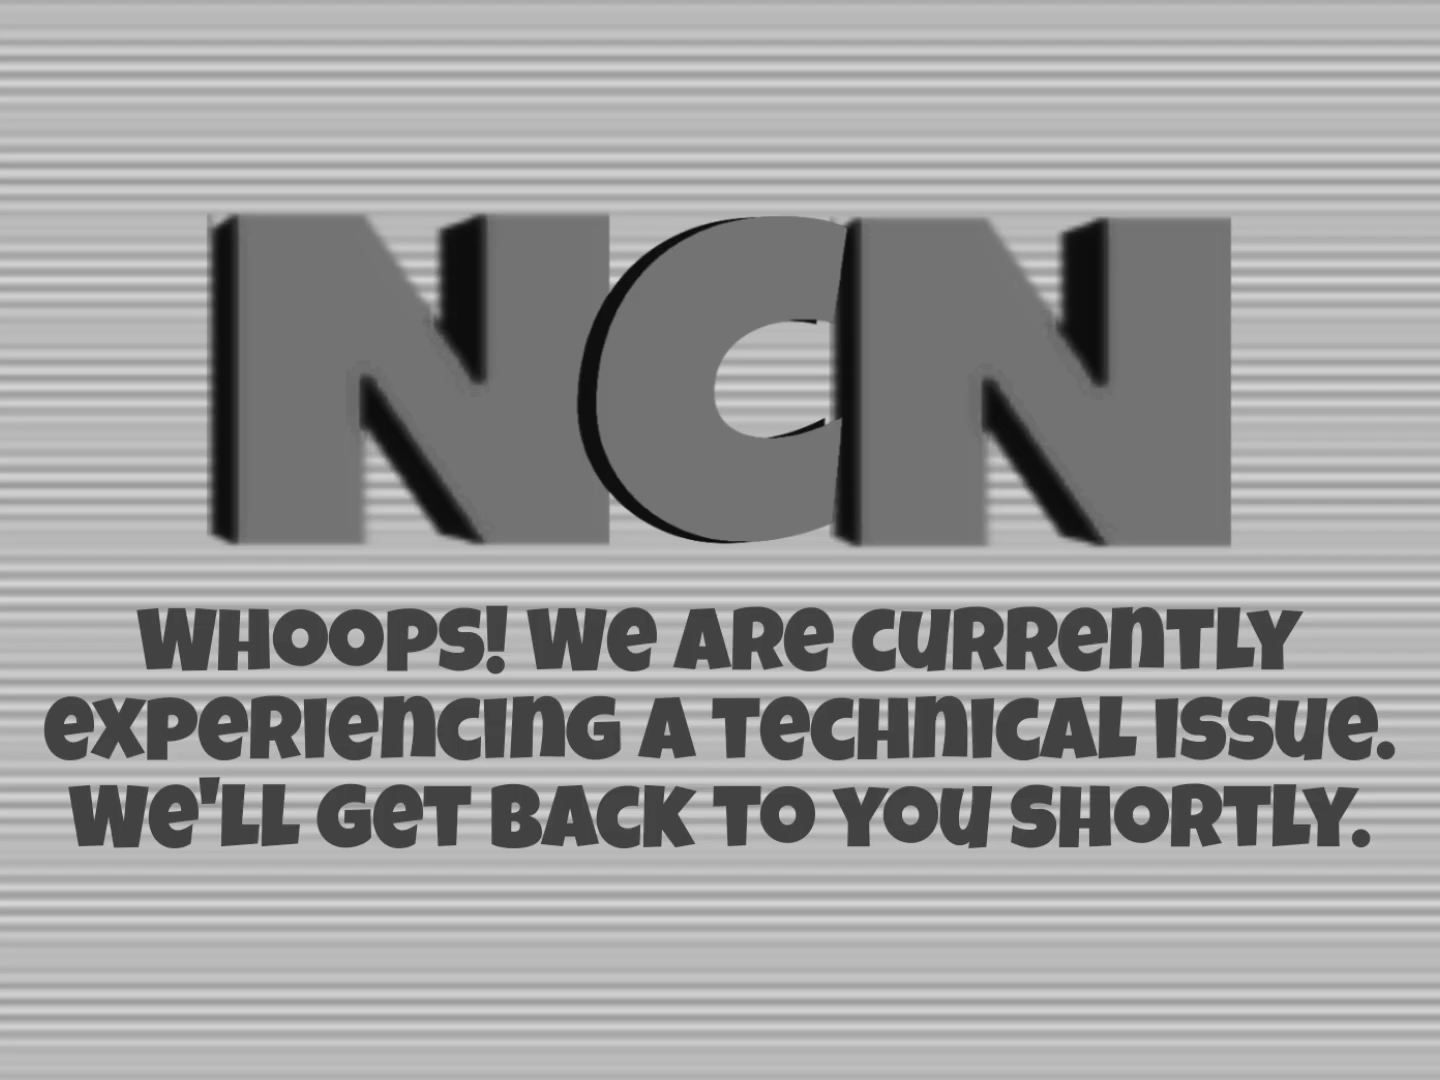 NCN
WHOOPS! We ARe CuRRenTLY
exPeRIenCInG A TeCHnICAL Issue.
We'LL GeT BACK TO YOu SHORTLY.